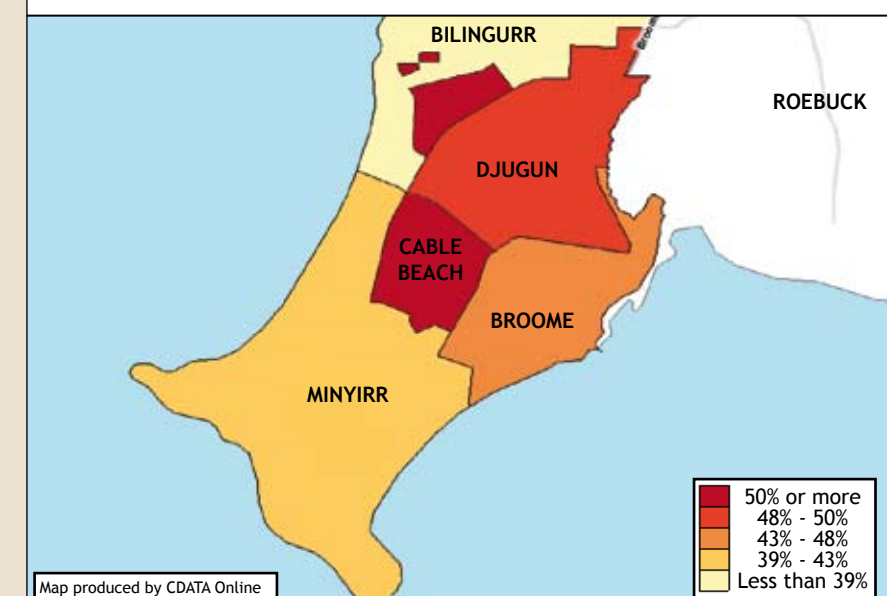 BILINGURR
ROEBUCK
DJUGUN
CABLE
BEACH
BROOME
MINYIRR
50% or more
48% - 50%
43% - 48%
39% - 43%
Less than 39%
Map produced by CDATA Online